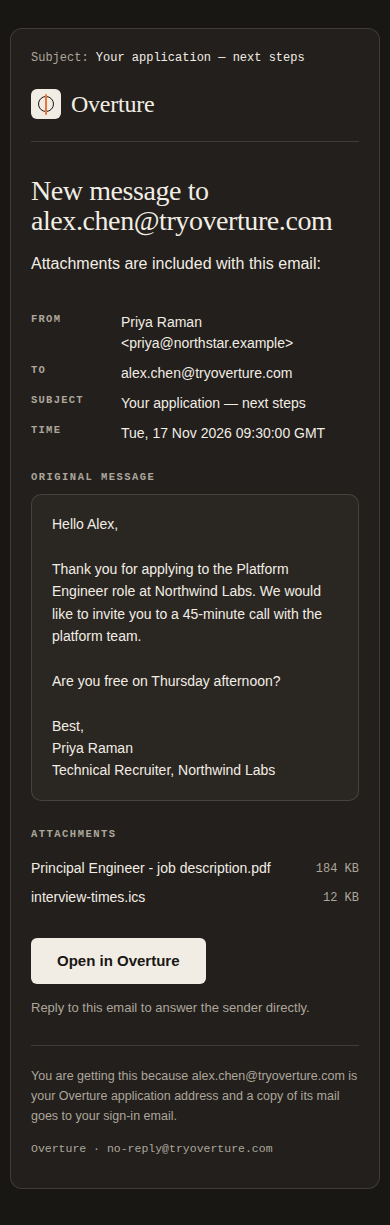 Subject: Your application — next steps
Overture
New message to
alex.chen@tryoverture.com
Attachments are included with this email:
FROM Priya Raman
<priya@northstar.example>
TO alex.chen@tryoverture.com
SUBJECT Your application — next steps
TIME Tue, 17 Nov 2026 09:30:00 GMT
ORIGINAL MESSAGE
Hello Alex,
Thank you for applying to the Platform
Engineer role at Northwind Labs. We would
like to invite you to a 45-minute call with the
platform team.
Are you free on Thursday afternoon?
Best,
Priya Raman
Technical Recruiter, Northwind Labs
ATTACHMENTS
Principal Engineer - job description.pdf 184 KB
interview-times.ics 12 KB
Open in Overture
Reply to this email to answer the sender directly.
You are getting this because alex.chen@tryoverture.com is
your Overture application address and a copy of its mail
goes to your sign-in email.
Overture · no-reply@tryoverture.com